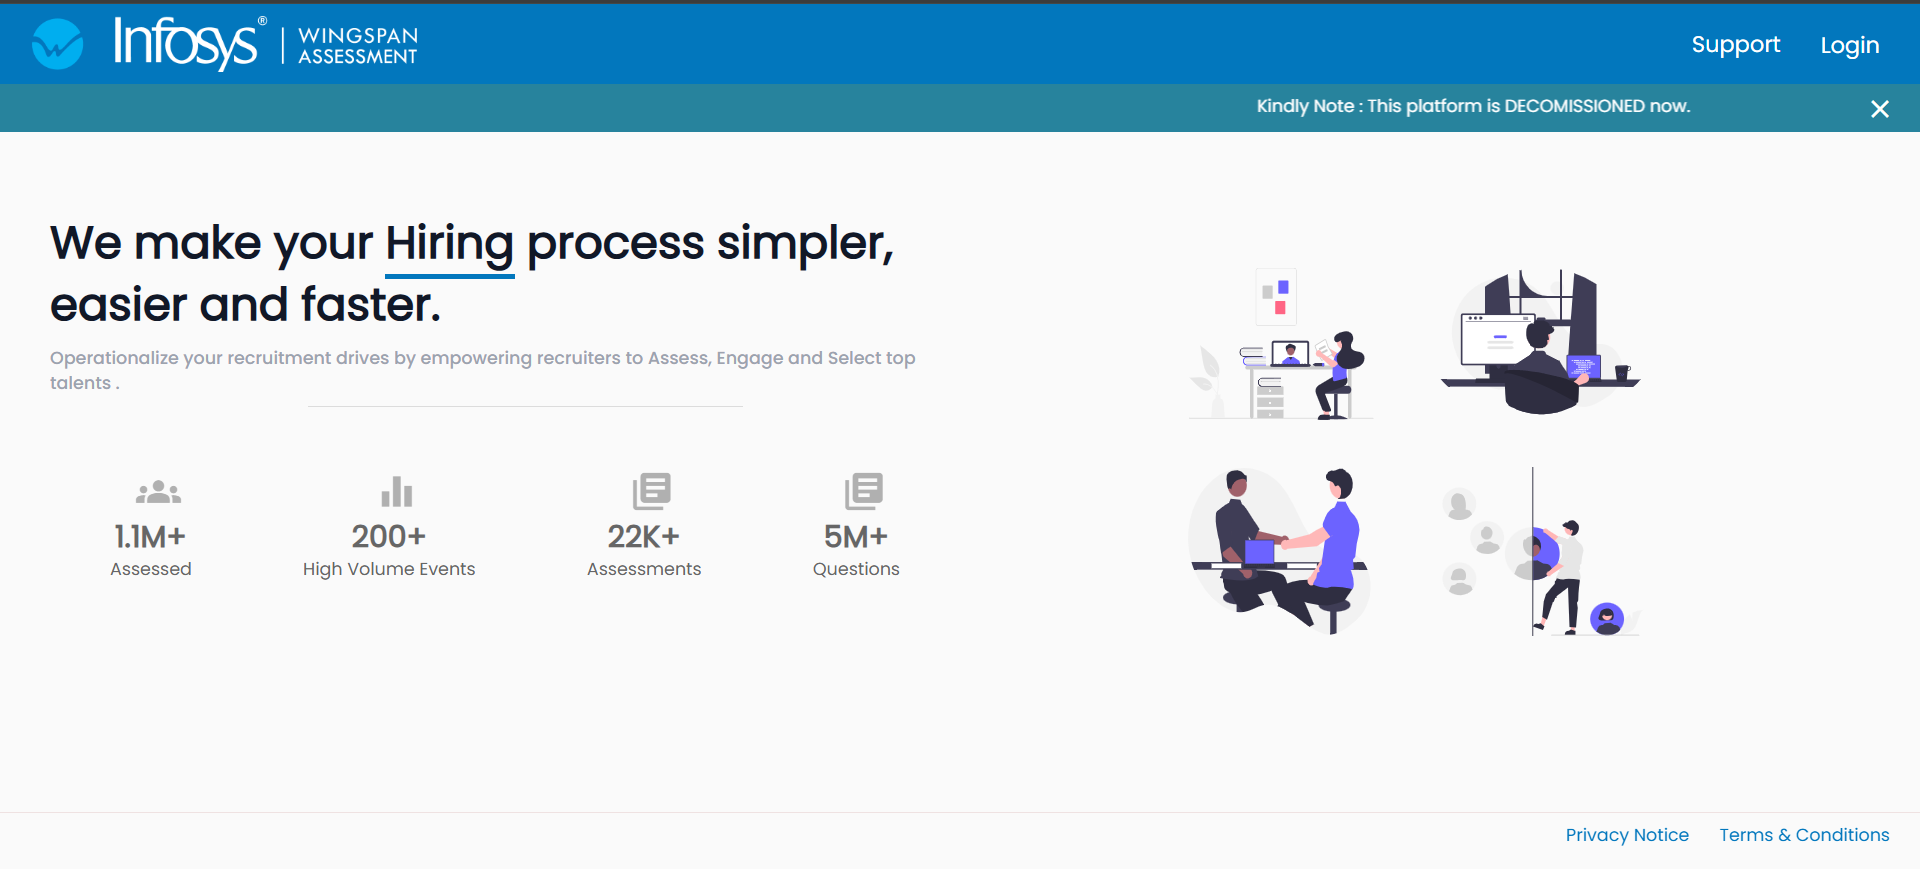 Infosys®
WINGSPAN
ASSESSMENT
Support
Login
Kindly Note : This platform is DECOMISSIONED now.
We make your Hiring process simpler,
easier and faster.
Operationalize your recruitment drives by empowering recruiters to Assess, Engage and Select top
talents .
1.1M+
Assessed
200+
High Volume Events
22K+
Assessments
5M+
Questions
Privacy Notice
Terms & Conditions